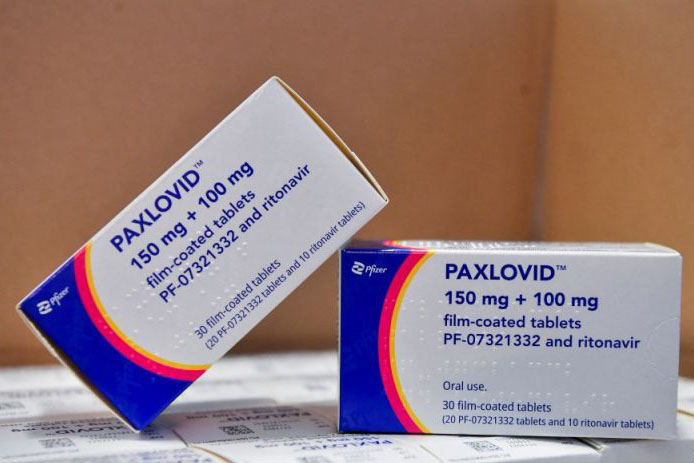 PAXLOVID™
150 mg + 100 mg
film-coated tablets
PF-07321332 and ritonavir
30 film-coated tablets
(20 PF-07321332 tablets and 10 ritonavir tablets)
Pfizer
Pfizer
PAXLOVID™
150 mg + 100 mg
film-coated tablets
PF-07321332 and ritonavir
Oral use.
30 film-coated tablets
(20 PF-07321332 tablets and 10 ritonavir tablets)
PAXLOVID